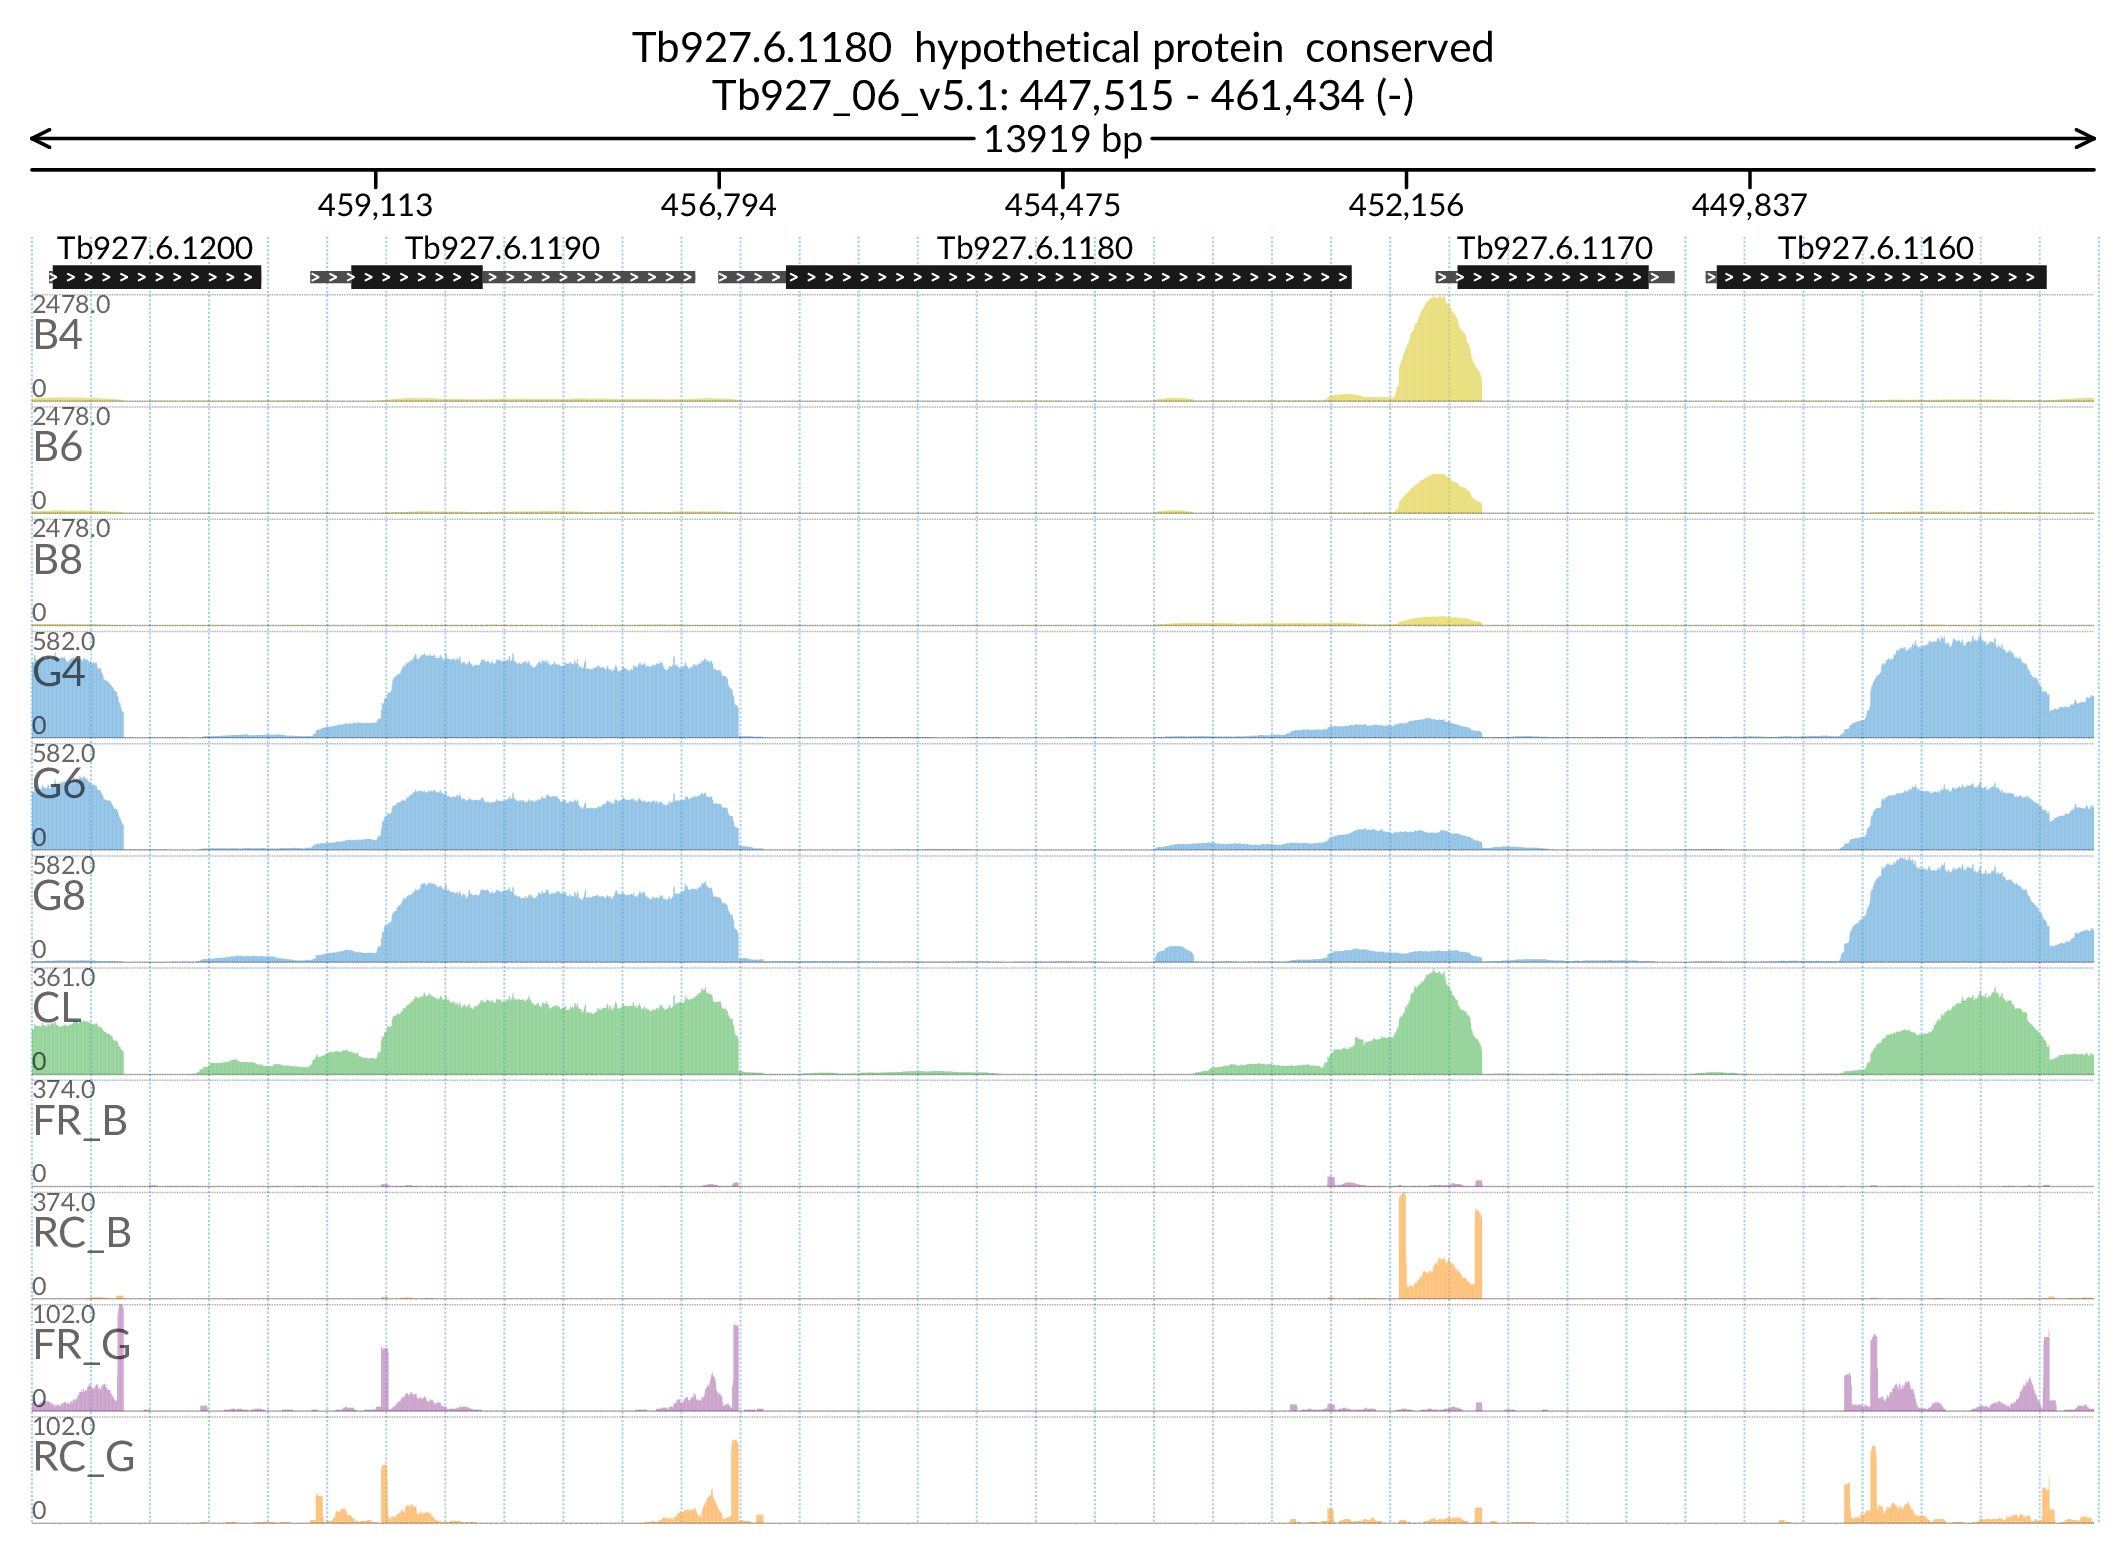 Tb927.6.1180 hypothetical protein conserved
Tb927_06_v5.1: 447,515 - 461,434 (-)
13919 bp
459,113 456,794 454,475 452,156 449,837
Tb927.6.1200 Tb927.6.1190 Tb927.6.1180 Tb927.6.1170 Tb927.6.1160
2478.0
B4
0
2478.0
B6
0
2478.0
B8
0
582.0
G4
0
582.0
G6
0
582.0
G8
0
361.0
CL
0
374.0
FR_B
0
374.0
RC_B
0
102.0
FR_G
0
102.0
RC_G
0